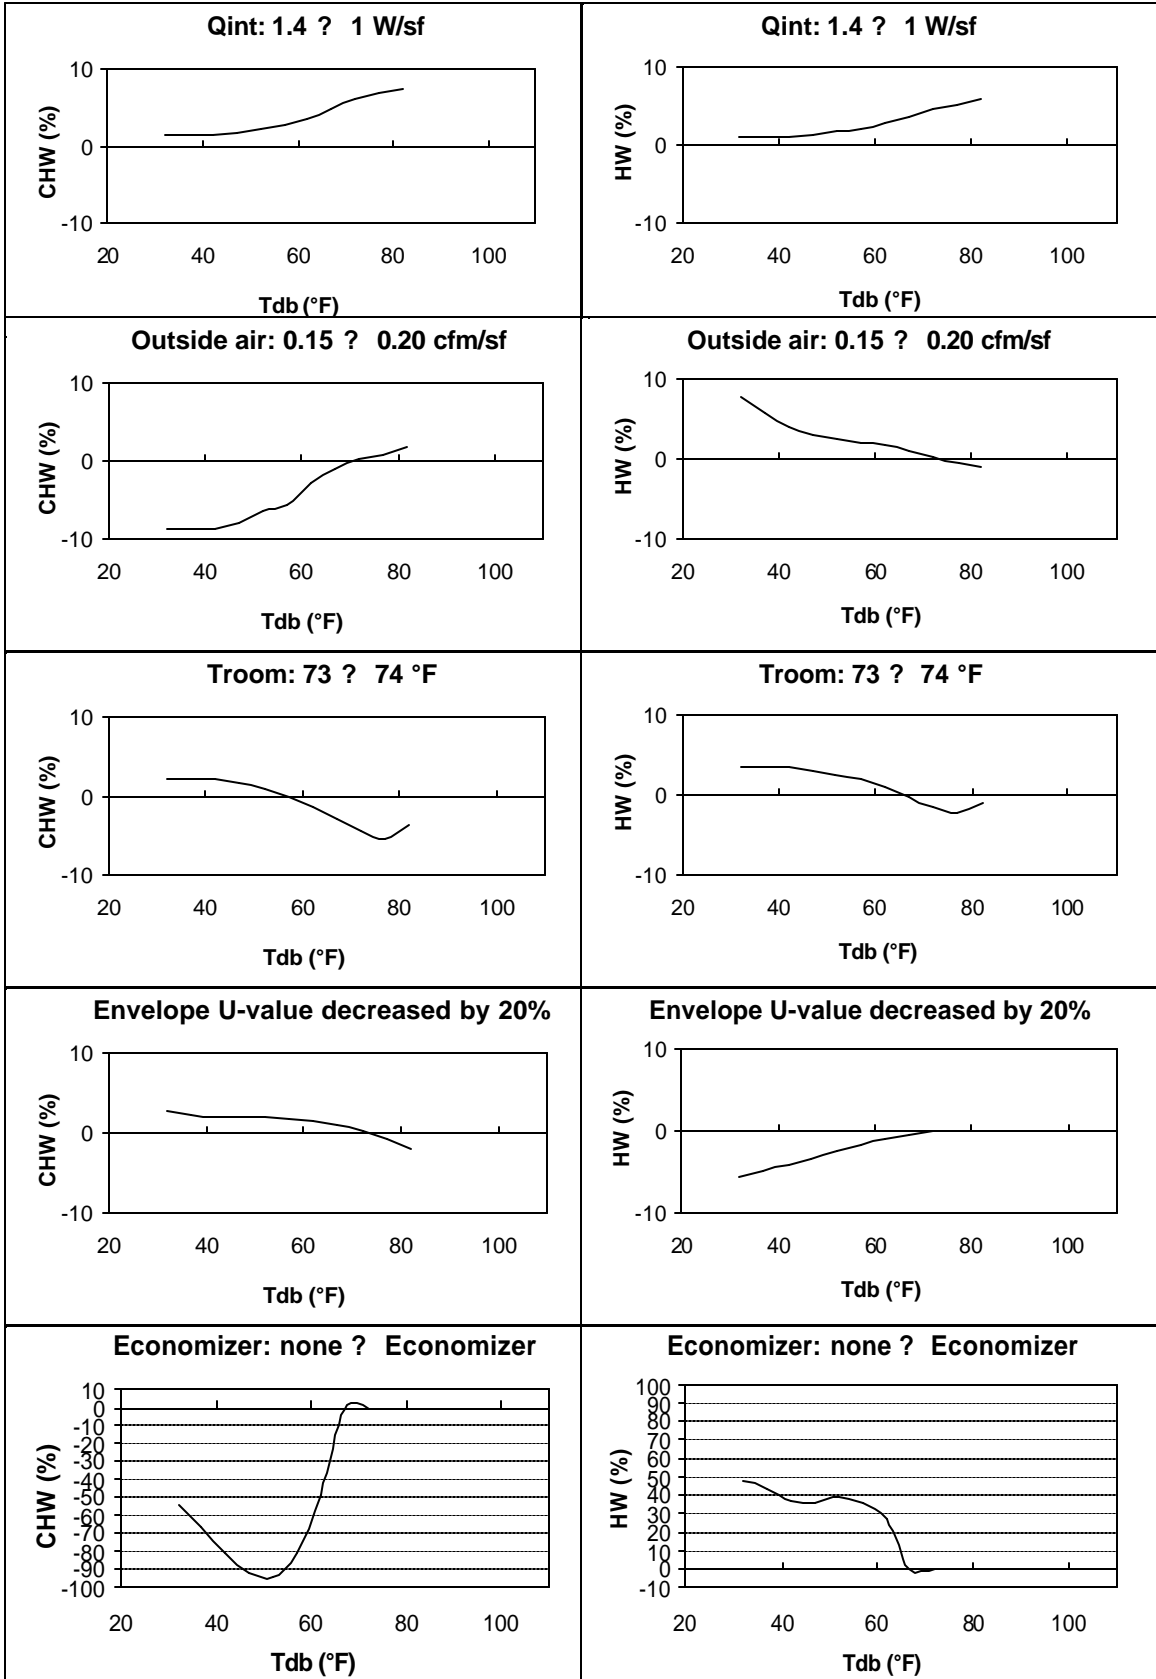 Qint: 1.4 ? 1 W/sf
10
0
-10
CHW (%)
20 40 60 80 100
Tdb (°F)
Qint: 1.4 ? 1 W/sf
10
0
-10
HW (%)
20 40 60 80 100
Tdb (°F)
Outside air: 0.15 ? 0.20 cfm/sf
10
0
-10
CHW (%)
20 40 60 80 100
Tdb (°F)
Outside air: 0.15 ? 0.20 cfm/sf
10
0
-10
HW (%)
20 40 60 80 100
Tdb (°F)
Troom: 73 ? 74 °F
10
0
-10
CHW (%)
20 40 60 80 100
Tdb (°F)
Troom: 73 ? 74 °F
10
0
-10
HW (%)
20 40 60 80 100
Tdb (°F)
Envelope U-value decreased by 20%
10
0
-10
CHW (%)
20 40 60 80 100
Tdb (°F)
Envelope U-value decreased by 20%
10
0
-10
HW (%)
20 40 60 80 100
Tdb (°F)
Economizer: none ? Economizer
10
0
-10
-20
-30
-40
-50
-60
-70
-80
-90
-100
CHW (%)
20 40 60 80 100
Tdb (°F)
Economizer: none ? Economizer
100
90
80
70
60
50
40
30
20
10
0
-10
HW (%)
20 40 60 80 100
Tdb (°F)